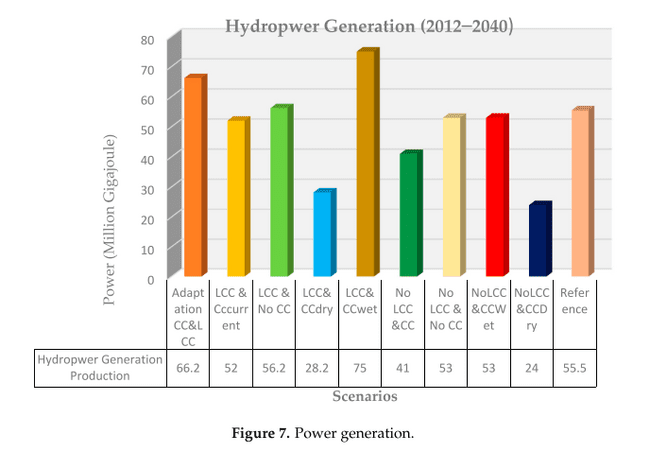 Hydropwer Generation (2012–2040)
80
70
60
50
40
30
20
10
0
Power (Million Gigajoule)
Adapt
ation
CC&L
CC
LCC &
Cccurr
ent
LCC &
No CC
LCC&
CCdry
LCC&
CCwet
No
LCC
&CC
No
LCC &
No CC
NoLCC
&CCW
et
NoLCC
&CCD
ry
Refer
ence
Hydropwer Generation
Production
66.2 52 56.2 28.2 75 41 53 53 24 55.5
Scenarios
Figure 7. Power generation.